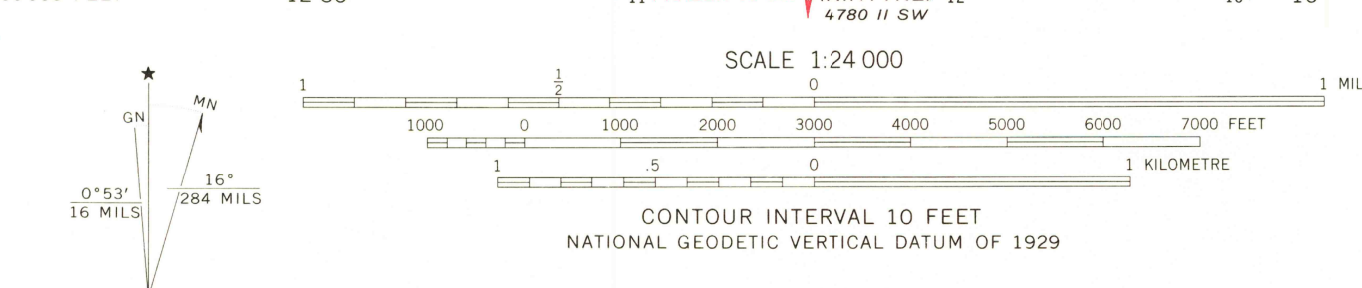 4780 II SW
SCALE 1:24 000
1 1/2 0 1 MIL
1000 0 1000 2000 3000 4000 5000 6000 7000 FEET
1 .5 0 1 KILOMETRE
CONTOUR INTERVAL 10 FEET
NATIONAL GEODETIC VERTICAL DATUM OF 1929
★
GN MN
0°53′ 16°
16 MILS 284 MILS